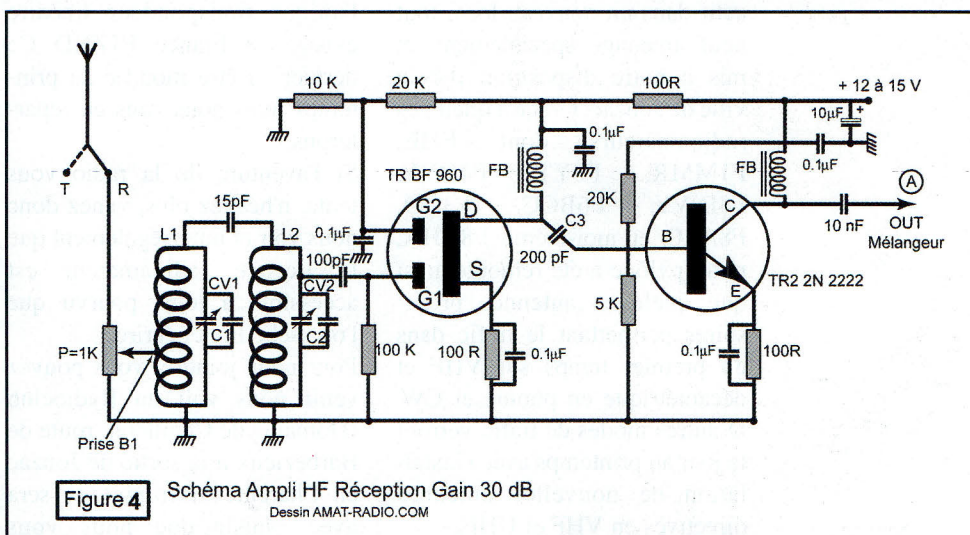 10 K
20 K
100R
+ 12 à 15 V
10µF
+
0.1µF
0.1µF
FB
FB
T
R
TR BF 960
20K
C
A
15pF
G2
D
C3
B
10 nF
OUT
Mélangeur
L1
L2
0.1µF
200 pF
100pF
S
CV1
CV2
G1
E
TR2 2N 2222
5 K
P=1K
C1
C2
100 K
100 R
0.1µF
0.1µF
100R
Prise B1
Figure 4
Schéma Ampli HF Réception Gain 30 dB
Dessin AMAT-RADIO.COM